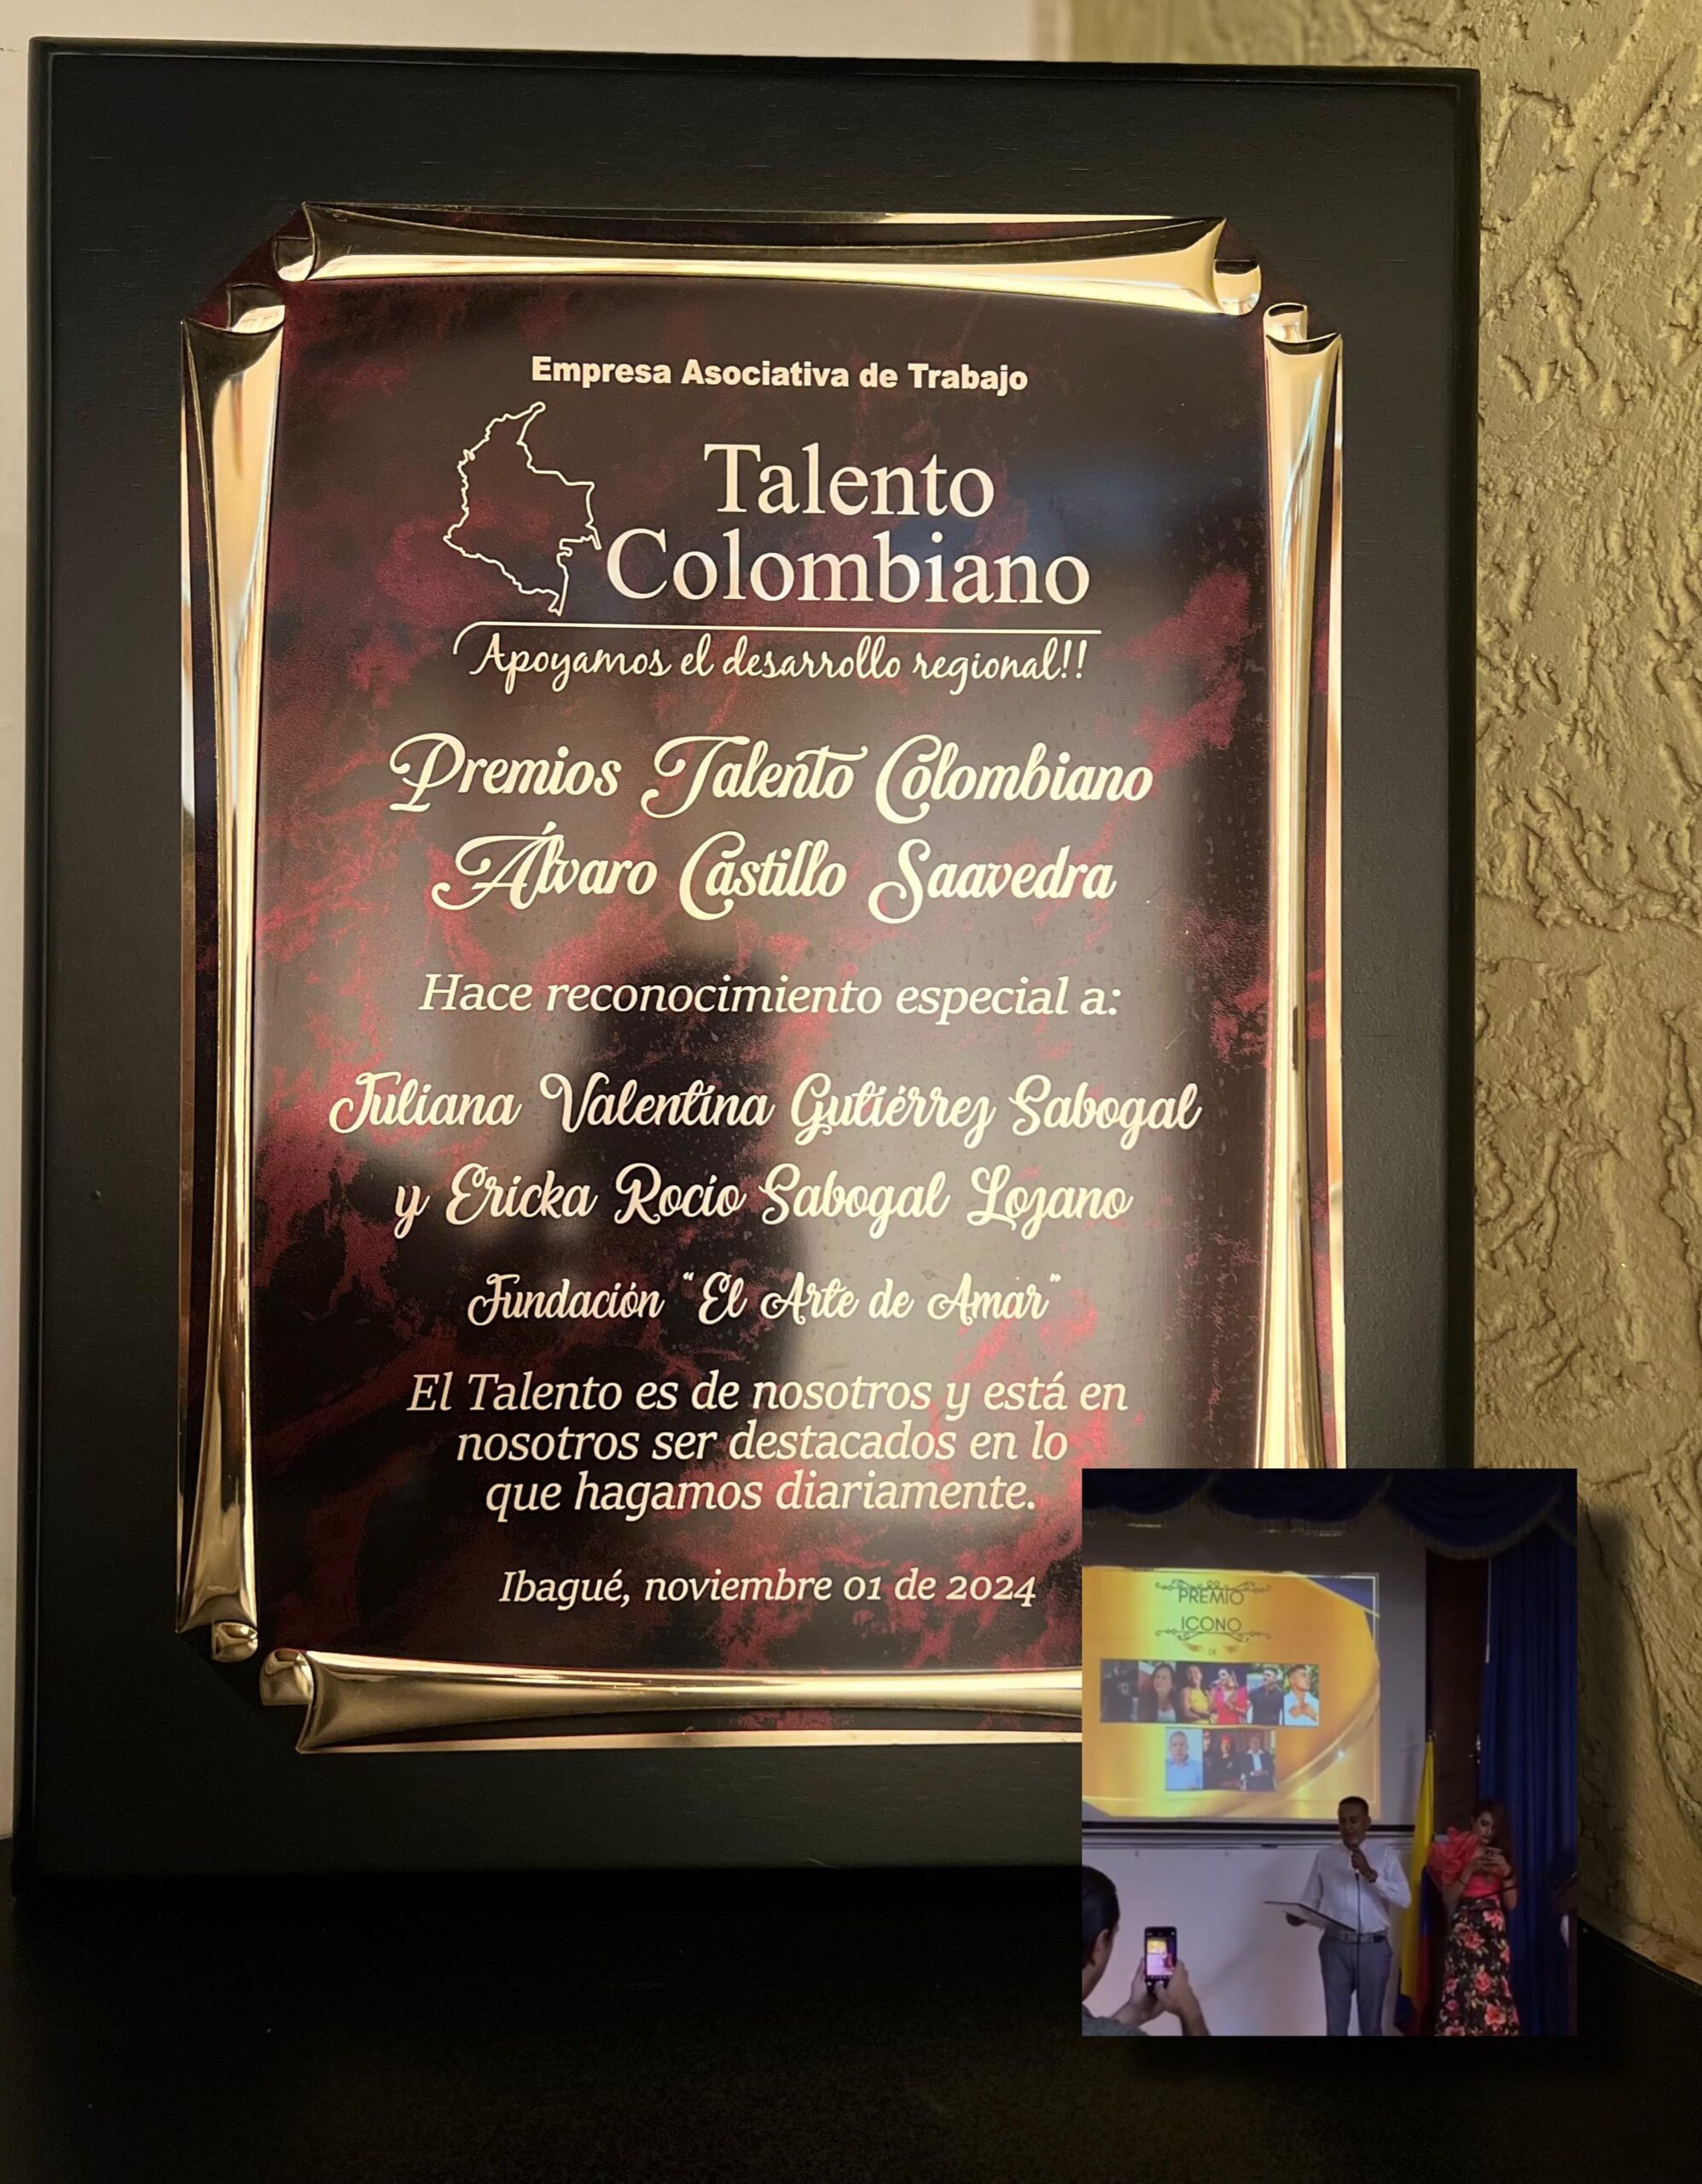 Empresa Asociativa de Trabajo
Talento
Colombiano
Apoyamos el desarrollo regional!!
Premios Talento Colombiano
Álvaro Castillo Saavedra
Hace reconocimiento especial a:
Juliana Valentina Gutiérrez Sabogal
y Ericka Rocío Sabogal Lozano
Fundación “El Arte de Amar”
El Talento es de nosotros y está en
nosotros ser destacados en lo
que hagamos diariamente.
Ibagué, noviembre 01 de 2024
PREMIO
ICONO